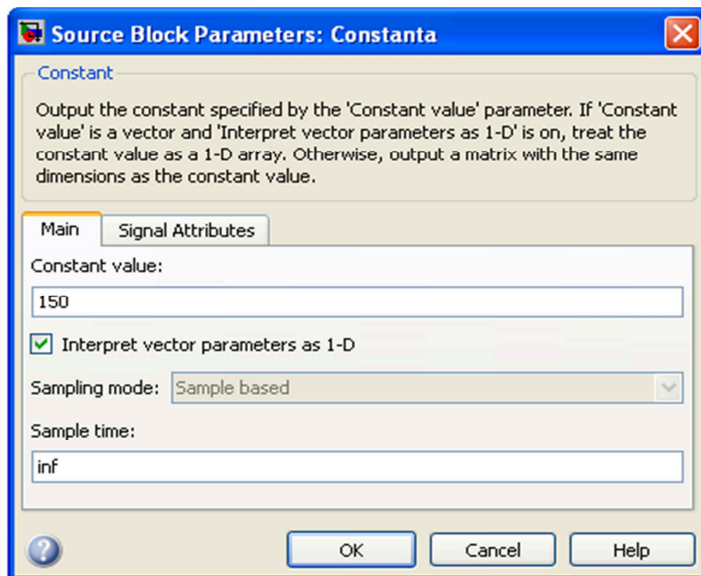 Source Block Parameters: Constanta
Constant
Output the constant specified by the 'Constant value' parameter. If 'Constant
value' is a vector and 'Interpret vector parameters as 1-D' is on, treat the
constant value as a 1-D array. Otherwise, output a matrix with the same
dimensions as the constant value.
Main Signal Attributes
Constant value:
150
Interpret vector parameters as 1-D
Sampling mode: Sample based
Sample time:
inf
? OK Cancel Help